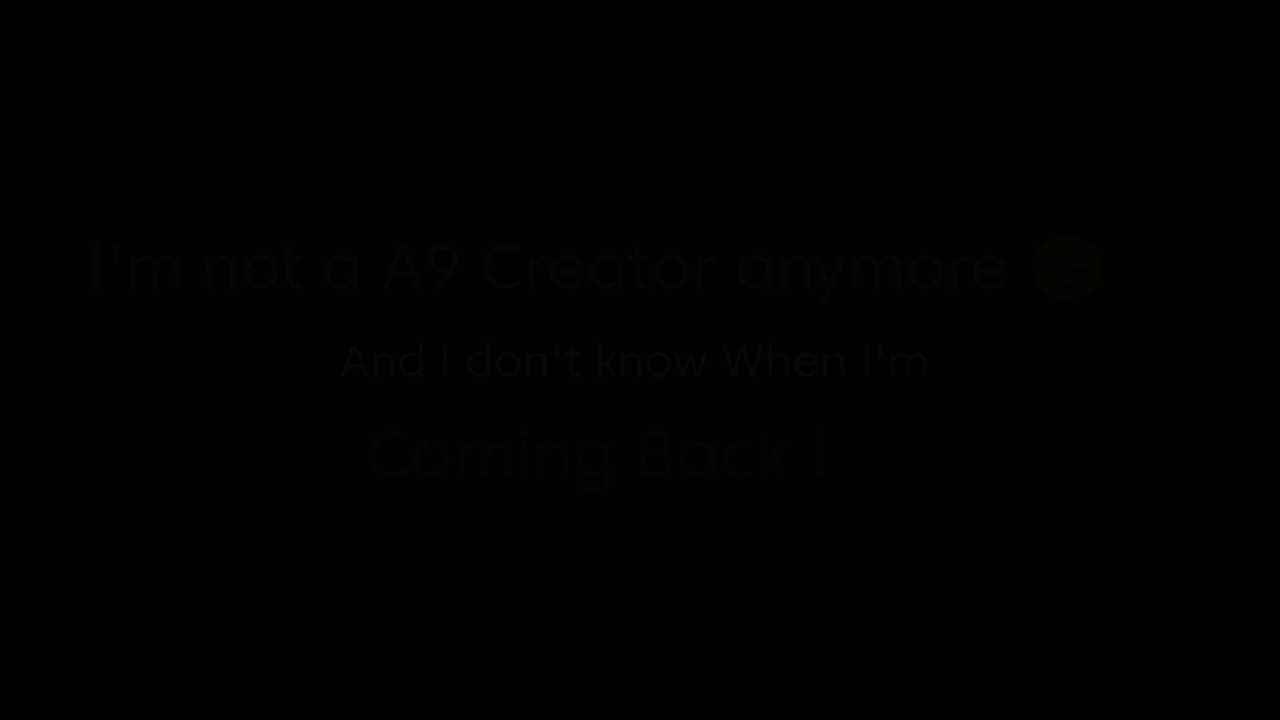 I'm not a A9 Creator anymore 😔
And I don't know When I'm
Coming Back !